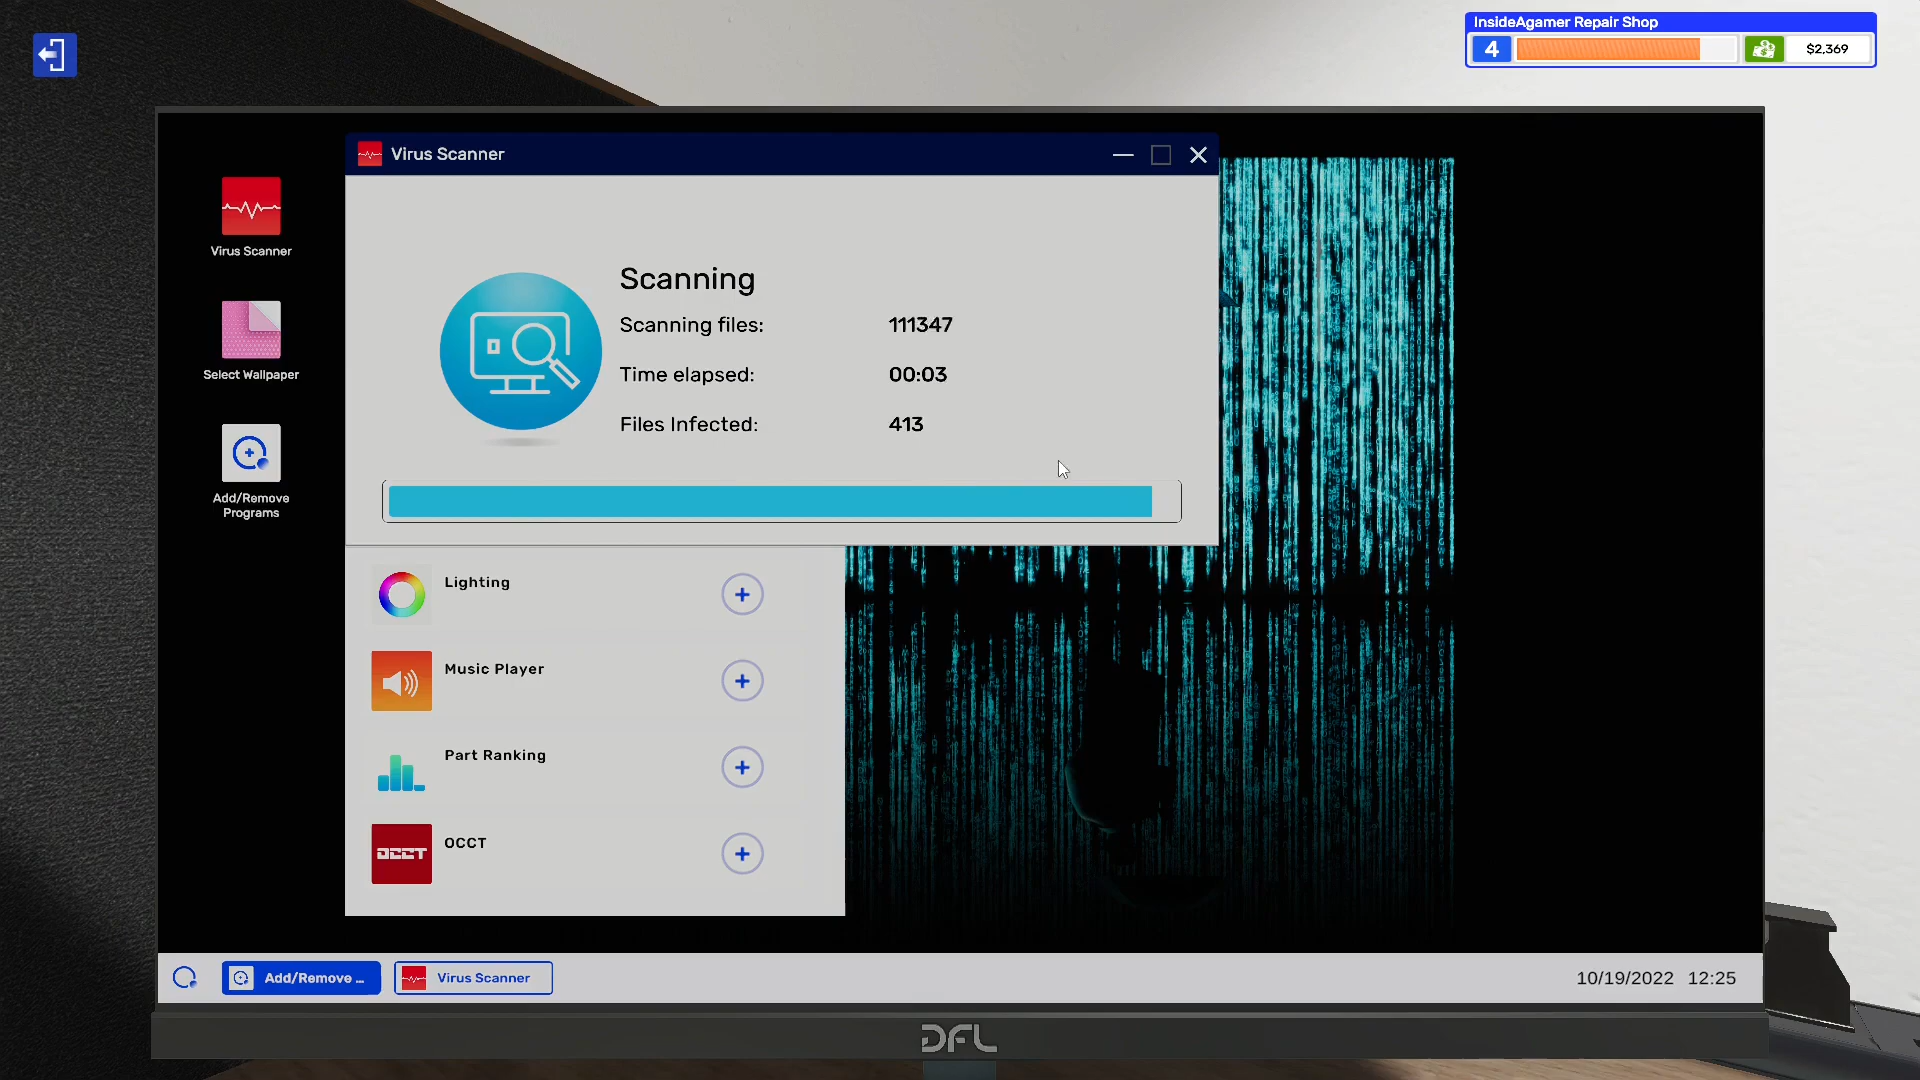 InsideAgamer Repair Shop
4
$2,369
Virus Scanner
Virus Scanner
Select Wallpaper
Add/Remove
Programs
Scanning
Scanning files: 111347
Time elapsed: 00:03
Files Infected: 413
Lighting
Music Player
Part Ranking
OCCT
OCCT
Add/Remove ...
Virus Scanner
10/19/2022 12:25
DFL